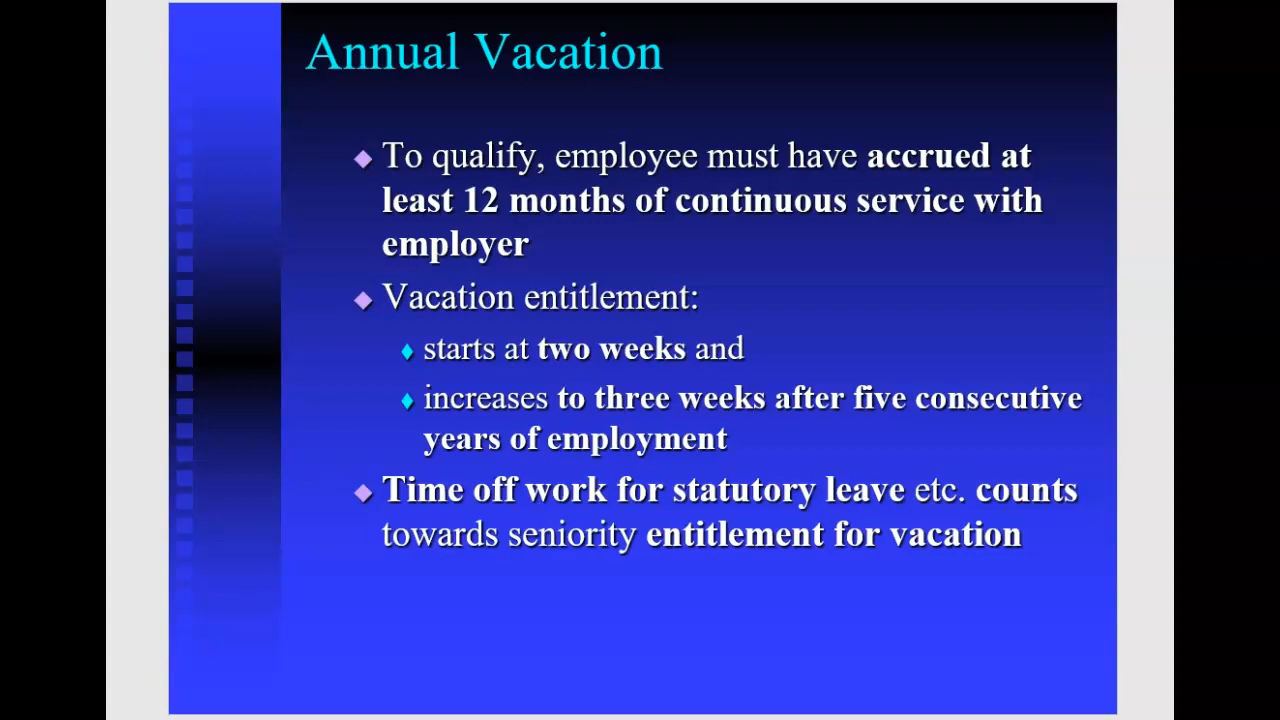 Annual Vacation
To qualify, employee must have accrued at
least 12 months of continuous service with
employer
Vacation entitlement:
starts at two weeks and
increases to three weeks after five consecutive
years of employment
Time off work for statutory leave etc. counts
towards seniority entitlement for vacation